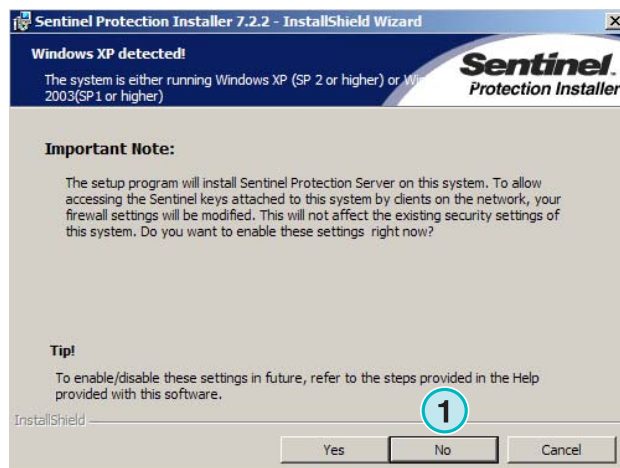 Sentinel Protection Installer 7.2.2 - InstallShield Wizard
Windows XP detected!
The system is either running Windows XP (SP 2 or higher) or
2003(SP1 or higher)
Sentinel.
Protection Installer
Important Note:
The setup program will install Sentinel Protection Server on this system. To allow
accessing the Sentinel keys attached to this system by clients on the network, your
firewall settings will be modified. This will not affect the existing security settings of
this system. Do you want to enable these settings right now?
Tip!
To enable/disable these settings in future, refer to the steps provided in the Help
provided with this software.
1
InstallShield
Yes
No
Cancel